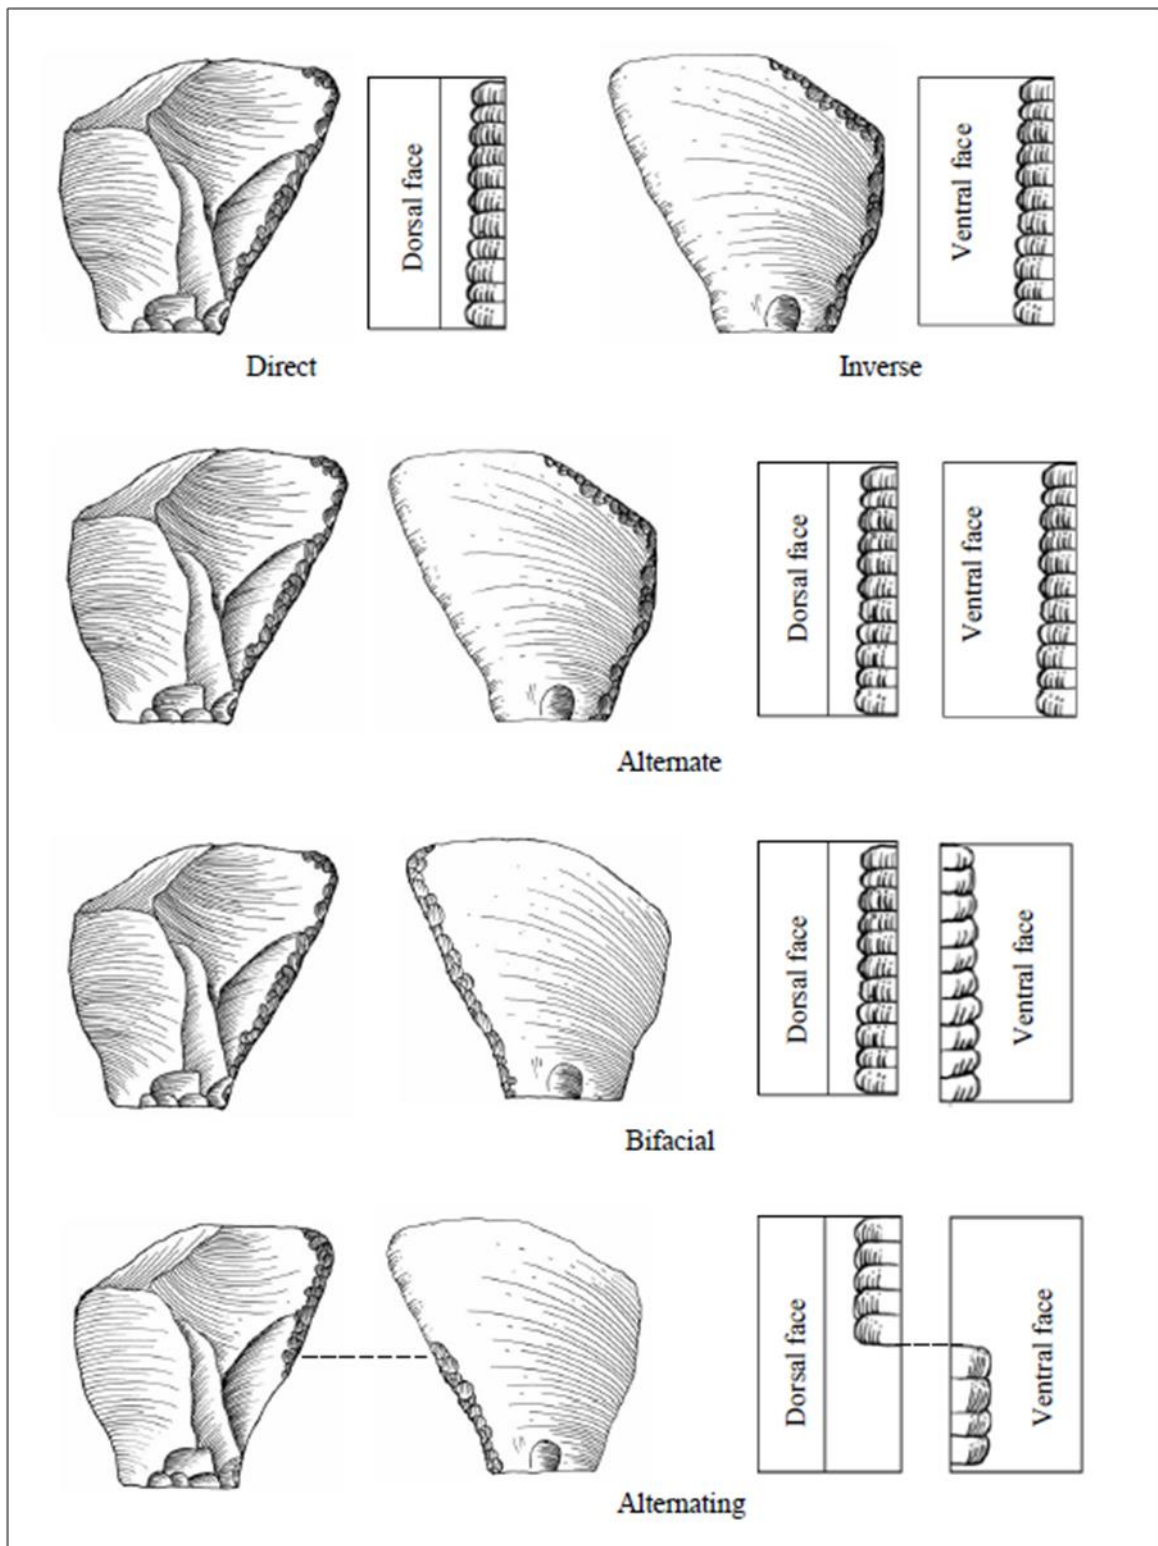 Dorsal face
Ventral face
Direct
Inverse
Dorsal face
Ventral face
Alternate
Dorsal face
Ventral face
Bifacial
Dorsal face
Ventral face
Alternating